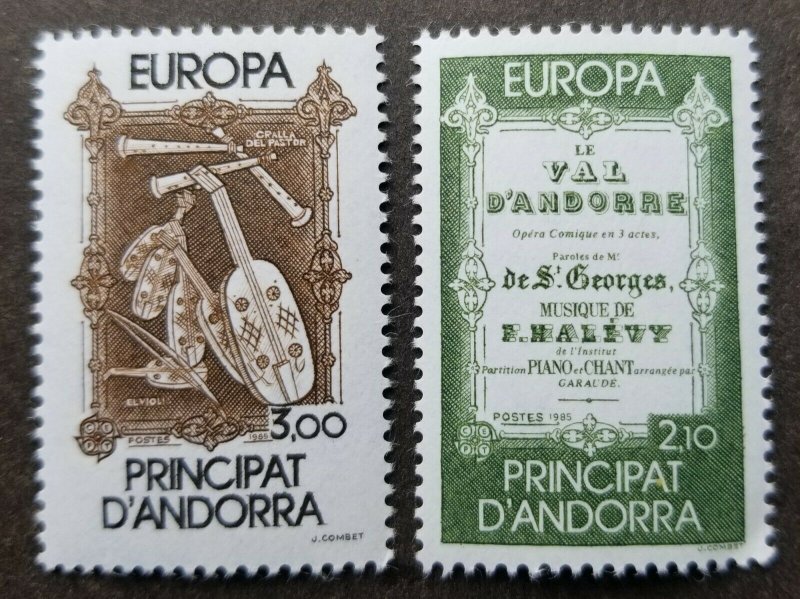 EUROPA
GRALLA
DEL PASTOR
EL VIOLI
POSTES 1985
3,00
PRINCIPAT
D'ANDORRA
J. COMBET
EUROPA
LE
VAL
D'ANDORRE
Opéra Comique en 3 actes,
Paroles de Mr
de St. Georges,
MUSIQUE DE
E. HALÉVY
de l'Institut
Partition PIANO et CHANT arrangée par
GARAUDÉ.
POSTES 1985
2,10
PRINCIPAT
D'ANDORRA
J. COMBET